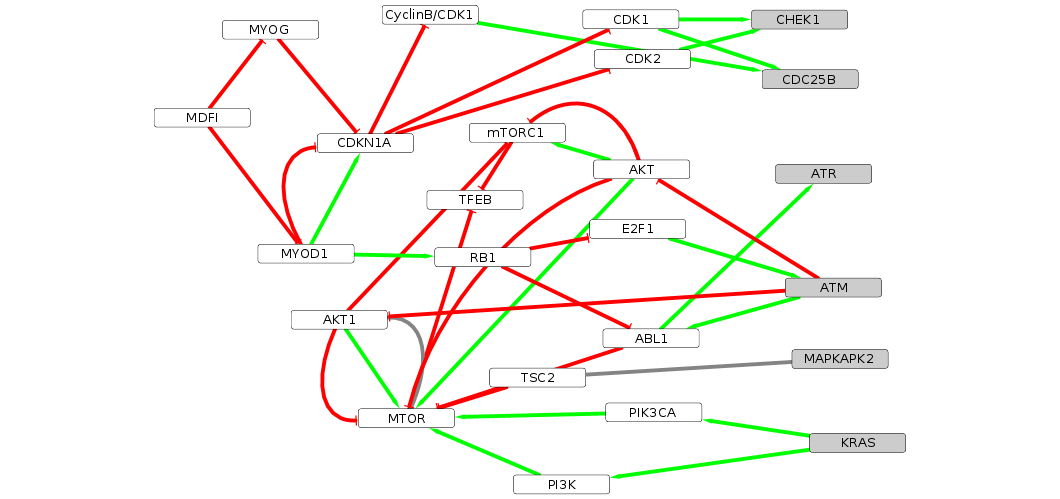 CyclinB/CDK1
CDK1
CHEK1
MYOG
CDK2
CDC25B
MDFI
mTORC1
CDKN1A
AKT
ATR
TFEB
E2F1
MYOD1
RB1
ATM
AKT1
ABL1
MAPKAPK2
TSC2
PIK3CA
MTOR
KRAS
PI3K